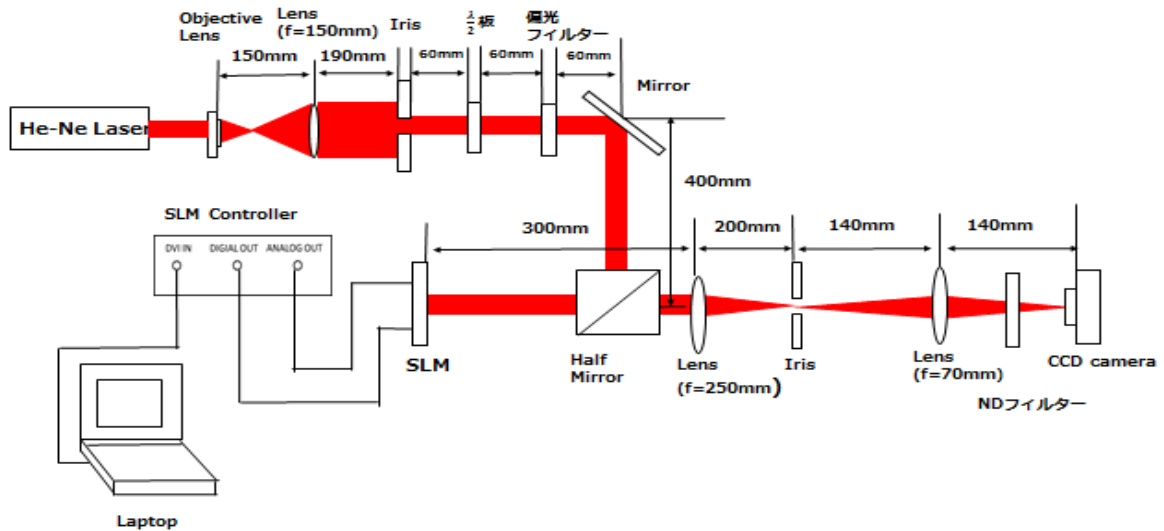 Objective
Lens
Lens
(f=150mm)
Iris
λ/2 板
偏光
フィルター
150mm
190mm
60mm
60mm
60mm
Mirror
He-Ne Laser
400mm
SLM Controller
DVI IN
DIGIAL OUT
ANALOG OUT
300mm
200mm
140mm
140mm
SLM
Half
Mirror
Lens
(f=250mm)
Iris
Lens
(f=70mm)
CCD camera
NDフィルター
Laptop